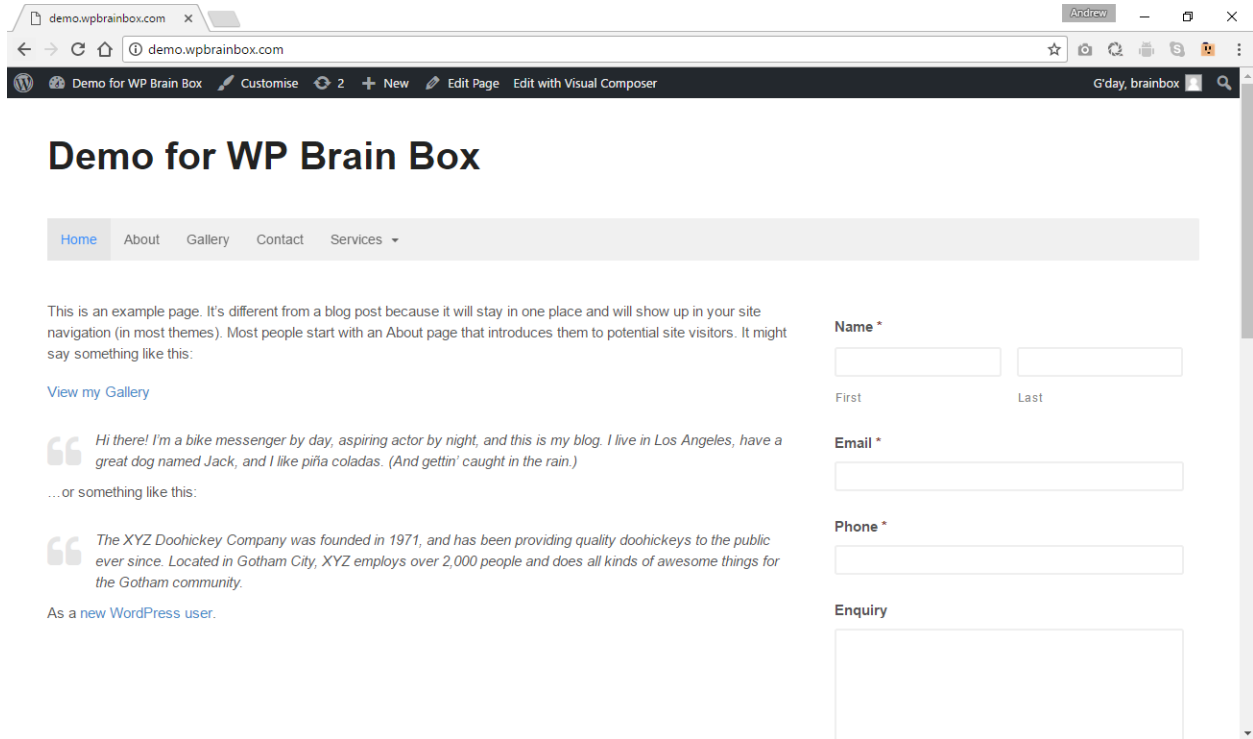 demo.wpbrainbox.com
Andrew
demo.wpbrainbox.com
Demo for WP Brain Box Customise 2 New Edit Page Edit with Visual Composer G'day, brainbox
Demo for WP Brain Box
Home About Gallery Contact Services
This is an example page. It's different from a blog post because it will stay in one place and will show up in your site
navigation (in most themes). Most people start with an About page that introduces them to potential site visitors. It might
say something like this:
View my Gallery
Hi there! I'm a bike messenger by day, aspiring actor by night, and this is my blog. I live in Los Angeles, have a
great dog named Jack, and I like piña coladas. (And gettin' caught in the rain.)
…or something like this:
The XYZ Doohickey Company was founded in 1971, and has been providing quality doohickeys to the public
ever since. Located in Gotham City, XYZ employs over 2,000 people and does all kinds of awesome things for
the Gotham community.
As a new WordPress user.
Name *
First Last
Email *
Phone *
Enquiry